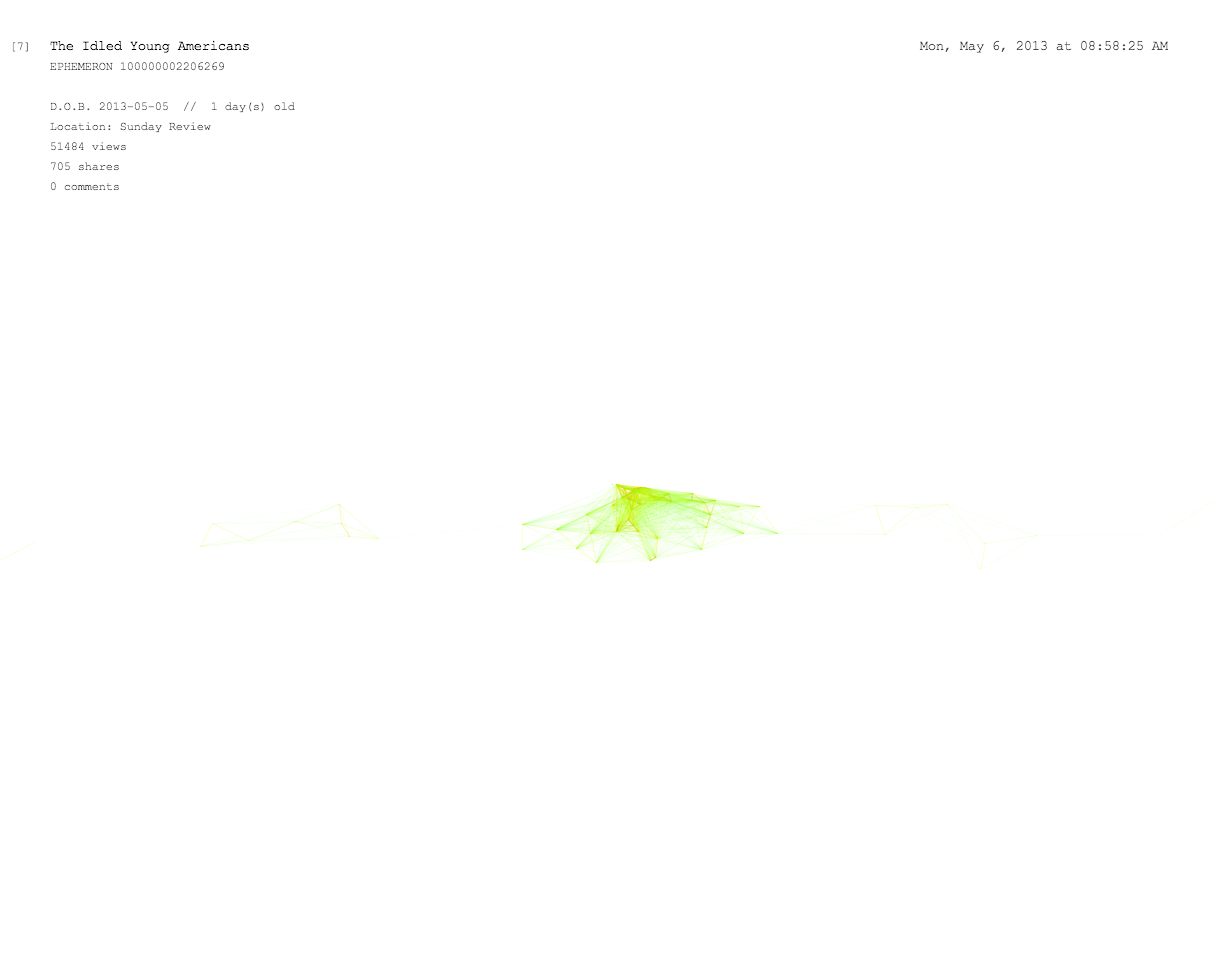 [7] The Idled Young Americans Mon, May 6, 2013 at 08:58:25 AM
EPHEMERON 100000002206269
D.O.B. 2013-05-05 // 1 day(s) old
Location: Sunday Review
51484 views
705 shares
0 comments